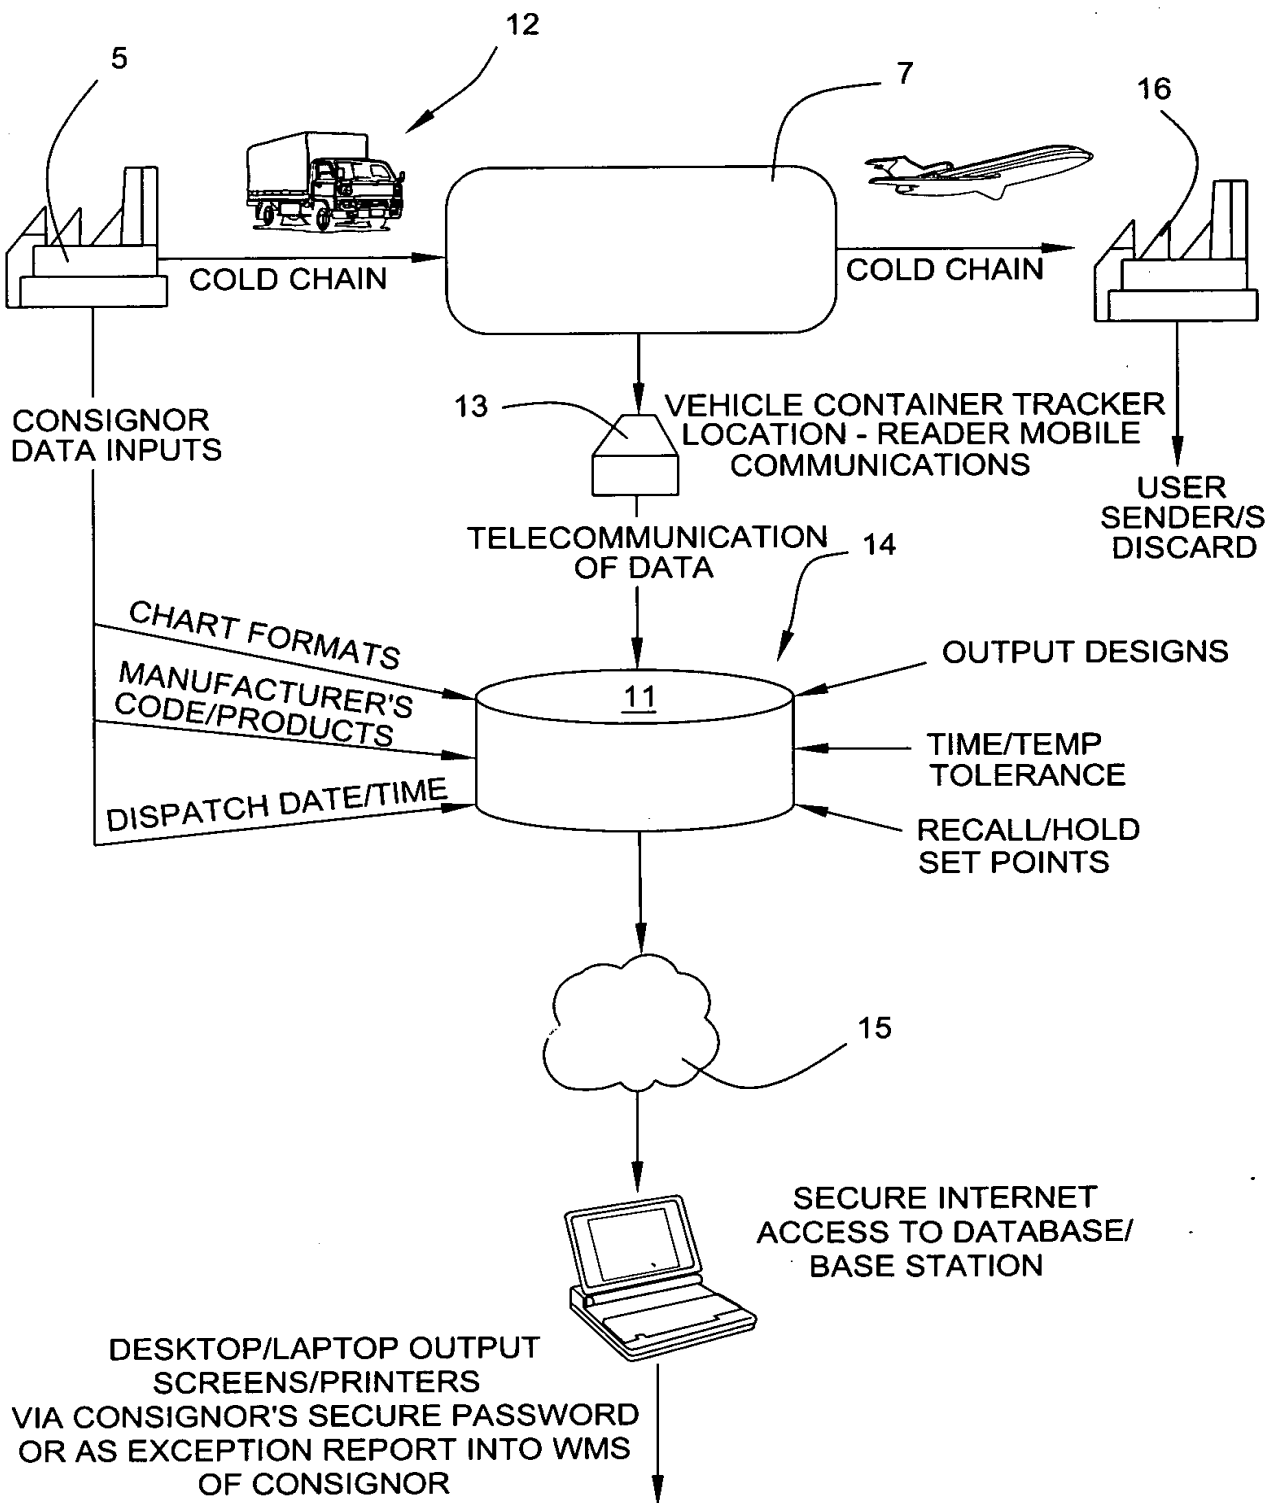 12
5
7
16
COLD CHAIN
COLD CHAIN
CONSIGNOR
DATA INPUTS
13
VEHICLE CONTAINER TRACKER
LOCATION - READER MOBILE
COMMUNICATIONS
USER
SENDER/S
DISCARD
TELECOMMUNICATION
OF DATA
14
CHART FORMATS
MANUFACTURER'S
CODE/PRODUCTS
DISPATCH DATE/TIME
11
OUTPUT DESIGNS
TIME/TEMP
TOLERANCE
RECALL/HOLD
SET POINTS
15
SECURE INTERNET
ACCESS TO DATABASE/
BASE STATION
DESKTOP/LAPTOP OUTPUT
SCREENS/PRINTERS
VIA CONSIGNOR'S SECURE PASSWORD
OR AS EXCEPTION REPORT INTO WMS
OF CONSIGNOR